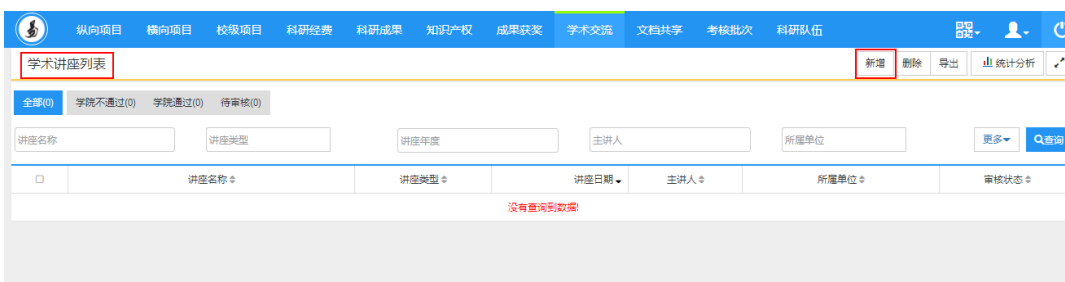 纵向项目 横向项目 校级项目 科研经费 科研成果 知识产权 成果获奖 学术交流 文档共享 考核批次 科研队伍
学术讲座列表 新增 删除 导出 统计分析
全部(0) 学院不通过(0) 学院通过(0) 待审核(0)
讲座名称 讲座类型 讲座年度 主讲人 所属单位 更多 查询
讲座名称 讲座类型 讲座日期 主讲人 所属单位 审核状态
没有查询到数据!